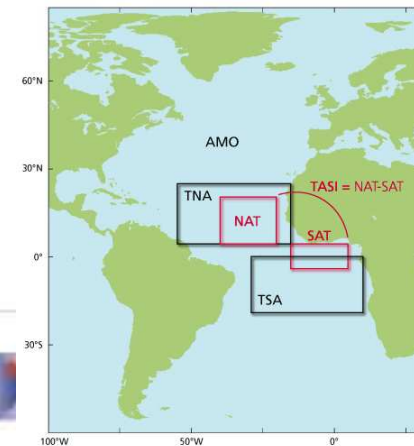 60°N
AMO
30°N
TASI = NAT-SAT
TNA
NAT
SAT
0°
TSA
30°S
100°W
50°W
0°